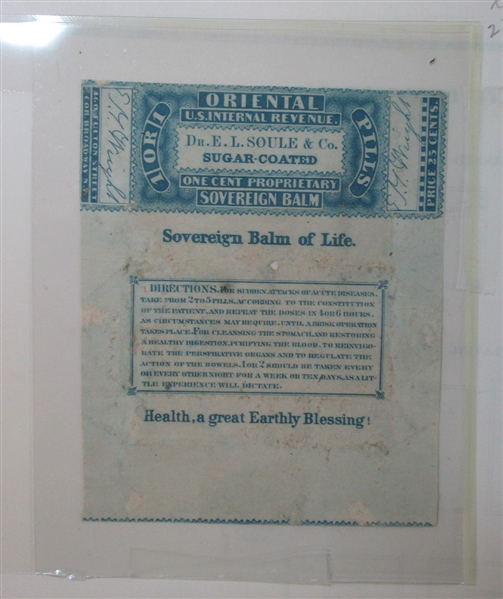 ORIENTAL
U.S. INTERNAL REVENUE.
HORIT
DR. E. L. SOULE & Co.
PILLS
SUGAR-COATED
ONE CENT PROPRIETARY
SOVEREIGN BALM
PRICE 25 CENTS.
Sovereign Balm of Life.
DIRECTIONS. FOR SUDDEN ATTACKS OF ACUTE DISEASES,
TAKE FROM 2 TO 5 PILLS, ACCORDING TO THE CONSTITUTION
OF THE PATIENT, AND REPEAT THE DOSES IN 4 OR 6 HOURS,
AS CIRCUMSTANCES MAY REQUIRE, UNTIL A BRISK OPERATION
TAKES PLACE. FOR CLEANSING THE STOMACH, AND RESTORING
A HEALTHY DIGESTION, PURIFYING THE BLOOD, TO REINVIGO-
RATE THE PERSPIRATIVE ORGANS AND TO REGULATE THE
ACTION OF THE BOWELS, 1 OR 2 SHOULD BE TAKEN EVERY
OR EVERY OTHER NIGHT FOR A WEEK OR TEN DAYS, AS A LIT-
TLE EXPERIENCE WILL DICTATE.
Health, a great Earthly Blessing!
2